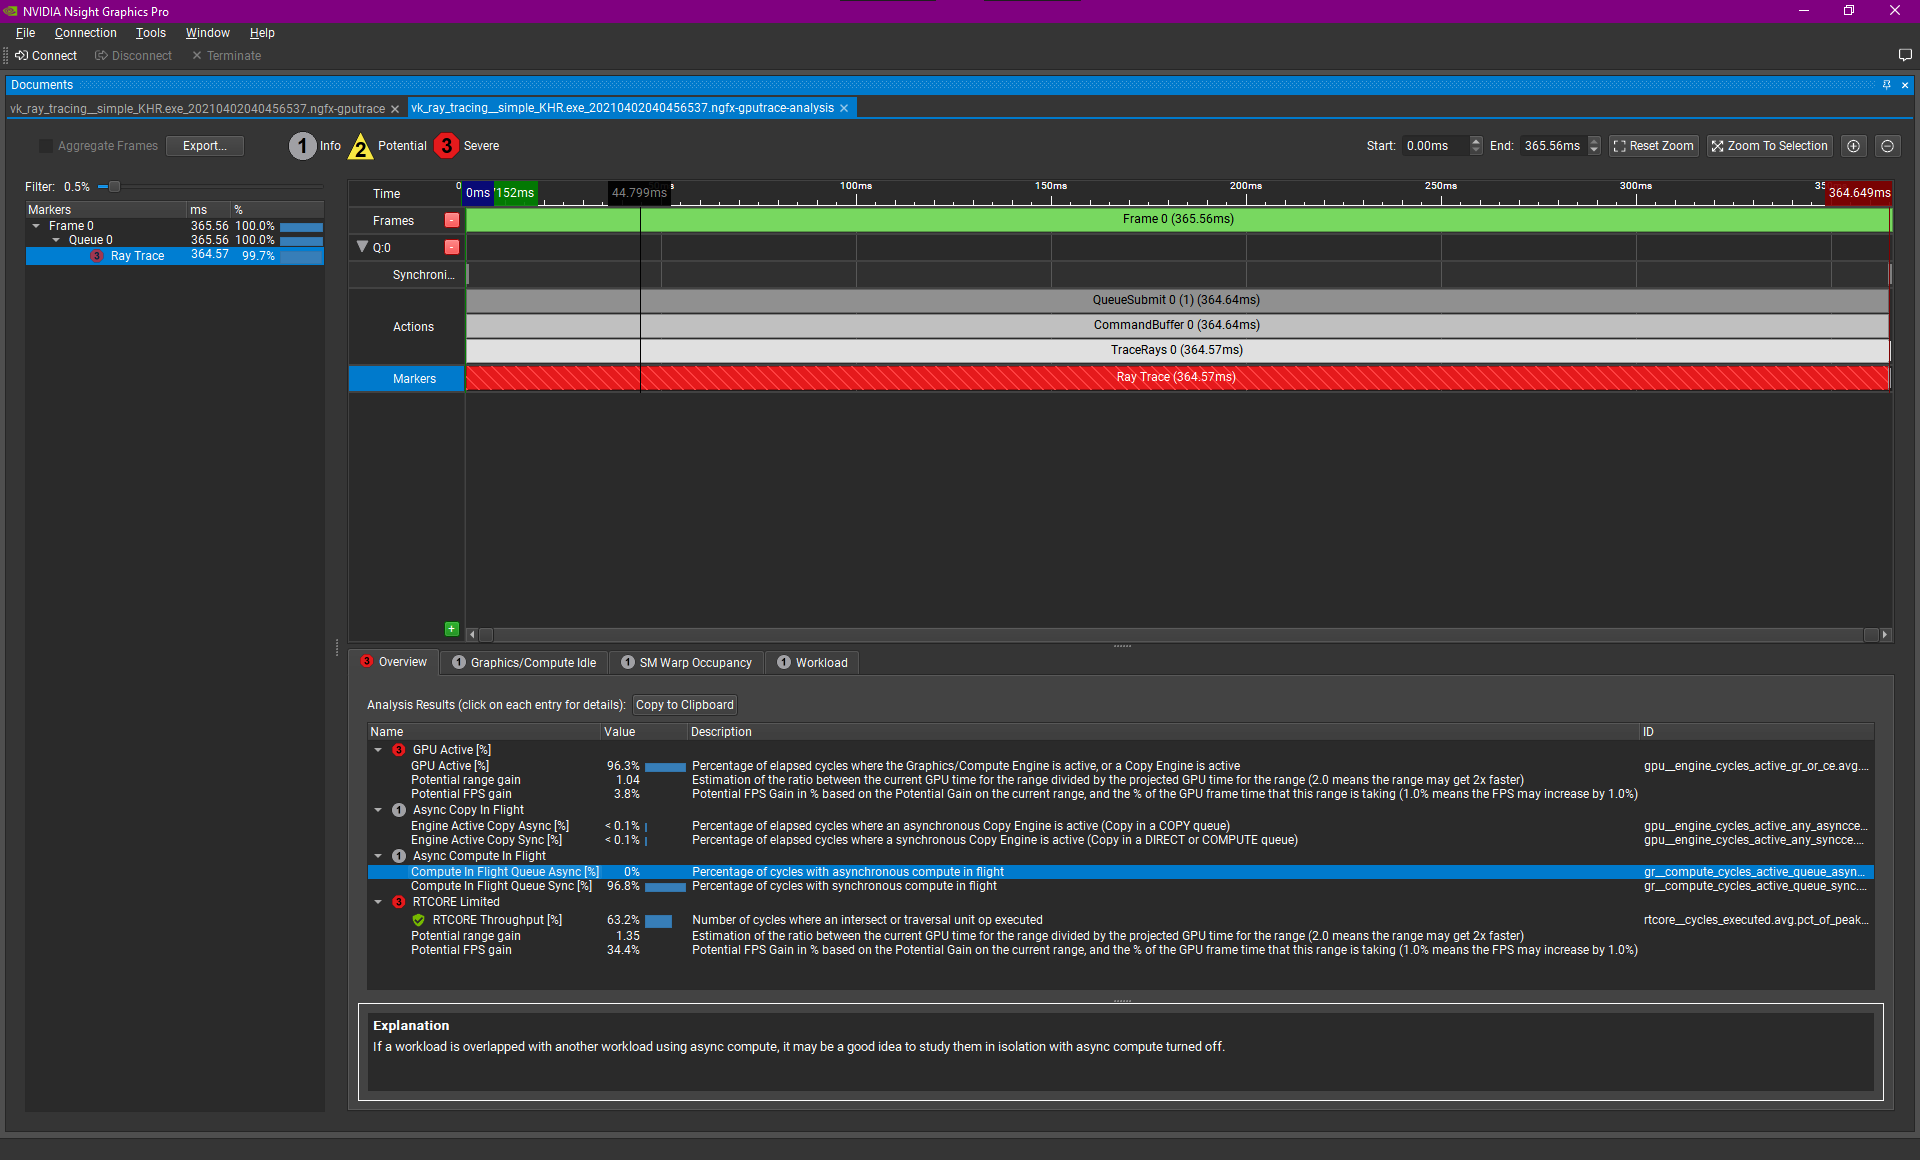 NVIDIA Nsight Graphics Pro
File Connection Tools Window Help
Connect Disconnect Terminate
Documents
vk_ray_tracing__simple_KHR.exe_20210402040456537.ngfx-gputrace vk_ray_tracing__simple_KHR.exe_20210402040456537.ngfx-gputrace-analysis
Aggregate Frames Export... 1 Info 2 Potential 3 Severe Start: 0.00ms End: 365.56ms Reset Zoom Zoom To Selection
Filter: 0.5%
Markers ms %
Frame 0 365.56 100.0%
Queue 0 365.56 100.0%
3 Ray Trace 364.57 99.7%
Time 0 0ms 152ms 44.799ms 100ms 150ms 200ms 250ms 300ms 364.649ms
Frames Frame 0 (365.56ms)
Q:0
Synchroni...
Actions
QueueSubmit 0 (1) (364.64ms)
CommandBuffer 0 (364.64ms)
TraceRays 0 (364.57ms)
Markers Ray Trace (364.57ms)
3 Overview 1 Graphics/Compute Idle 1 SM Warp Occupancy 1 Workload
Analysis Results (click on each entry for details): Copy to Clipboard
Name Value Description ID
3 GPU Active [%]
GPU Active [%] 96.3% Percentage of elapsed cycles where the Graphics/Compute Engine is active, or a Copy Engine is active gpu__engine_cycles_active_gr_or_ce.avg....
Potential range gain 1.04 Estimation of the ratio between the current GPU time for the range divided by the projected GPU time for the range (2.0 means the range may get 2x faster)
Potential FPS gain 3.8% Potential FPS Gain in % based on the Potential Gain on the current range, and the % of the GPU frame time that this range is taking (1.0% means the FPS may increase by 1.0%)
1 Async Copy In Flight
Engine Active Copy Async [%] < 0.1% Percentage of elapsed cycles where an asynchronous Copy Engine is active (Copy in a COPY queue) gpu__engine_cycles_active_any_asyncce...
Engine Active Copy Sync [%] < 0.1% Percentage of elapsed cycles where a synchronous Copy Engine is active (Copy in a DIRECT or COMPUTE queue) gpu__engine_cycles_active_any_syncce....
1 Async Compute In Flight
Compute In Flight Queue Async [%] 0% Percentage of cycles with asynchronous compute in flight gr__compute_cycles_active_queue_asyn...
Compute In Flight Queue Sync [%] 96.8% Percentage of cycles with synchronous compute in flight gr__compute_cycles_active_queue_sync....
3 RTCORE Limited
RTCORE Throughput [%] 63.2% Number of cycles where an intersect or traversal unit op executed rtcore__cycles_executed.avg.pct_of_peak...
Potential range gain 1.35 Estimation of the ratio between the current GPU time for the range divided by the projected GPU time for the range (2.0 means the range may get 2x faster)
Potential FPS gain 34.4% Potential FPS Gain in % based on the Potential Gain on the current range, and the % of the GPU frame time that this range is taking (1.0% means the FPS may increase by 1.0%)
Explanation
If a workload is overlapped with another workload using async compute, it may be a good idea to study them in isolation with async compute turned off.